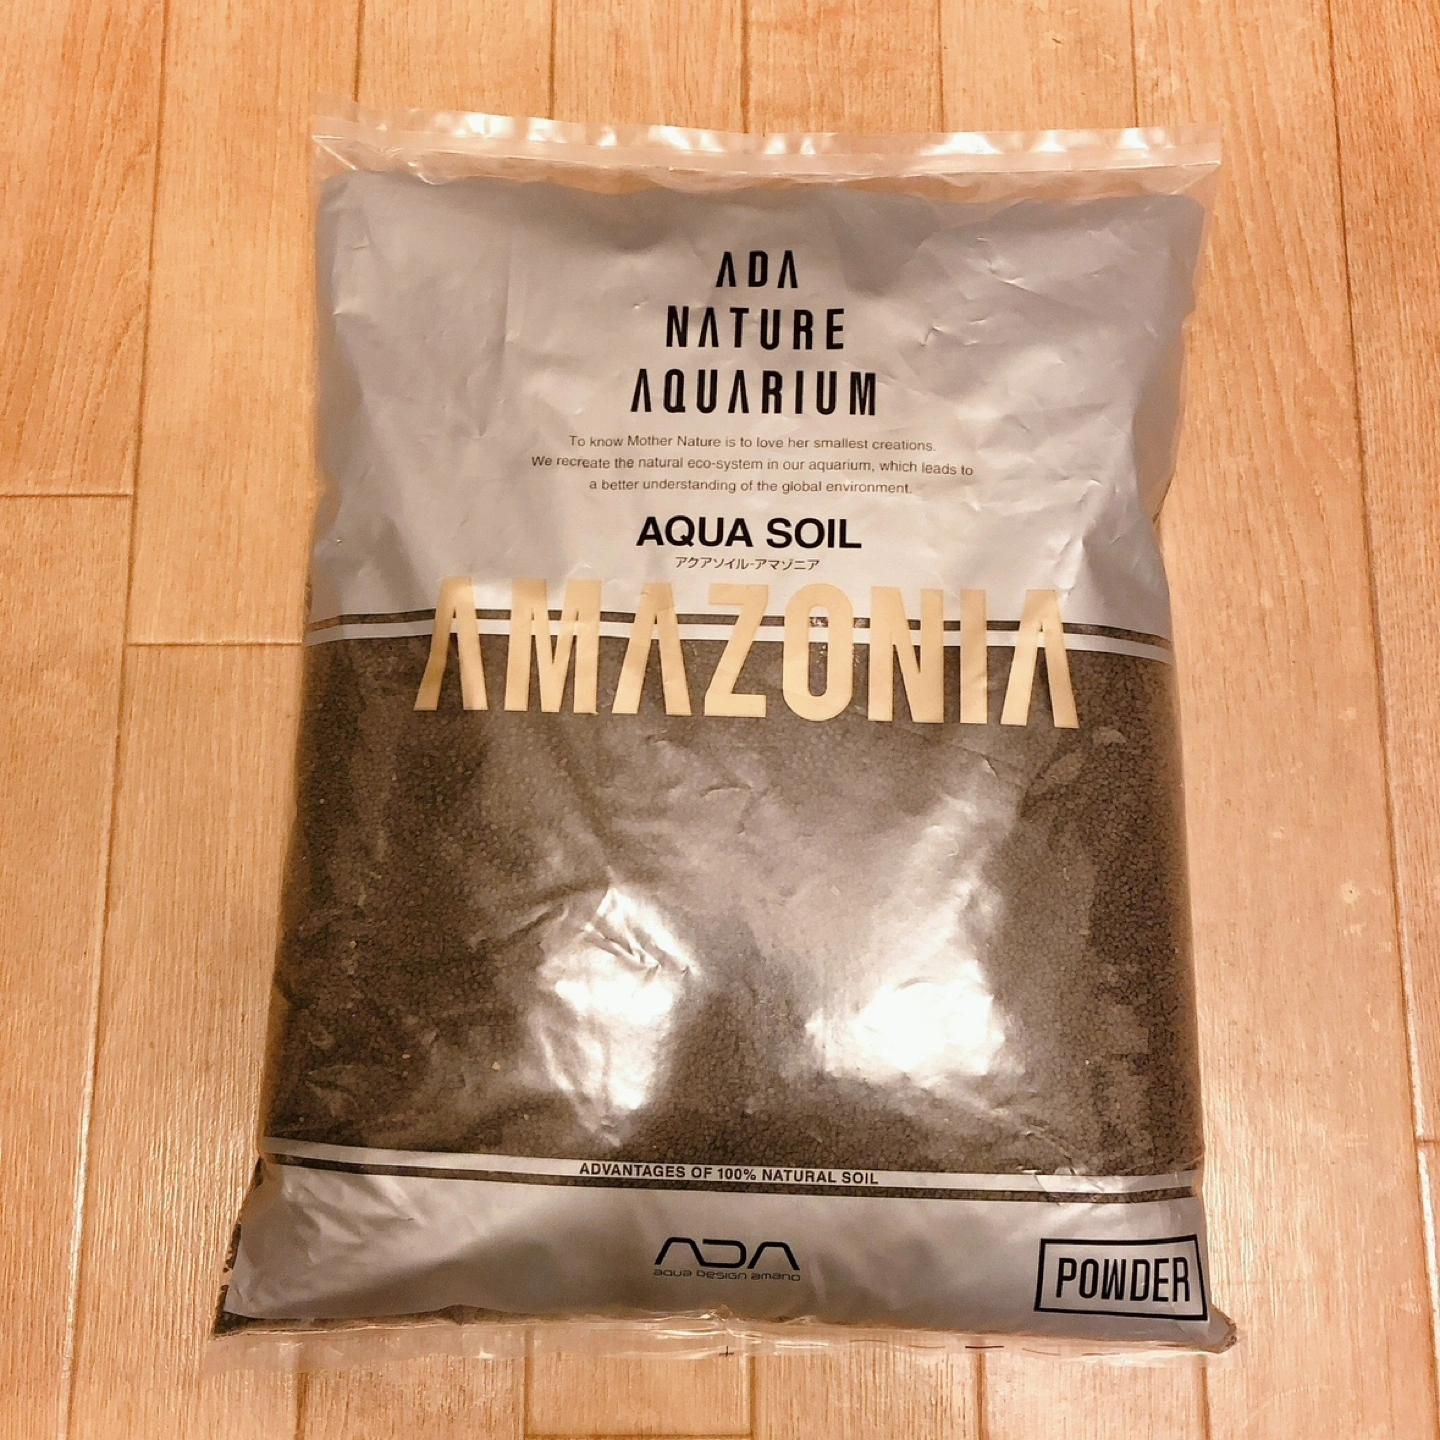 ADA
NATURE
AQUARIUM
To know Mother Nature is to love her smallest creations.
We recreate the natural eco-system in our aquarium, which leads to
a better understanding of the global environment.
AQUA SOIL
アクアソイル-アマゾニア
AMAZONIA
ADVANTAGES OF 100% NATURAL SOIL
ADA
aqua design amano
POWDER